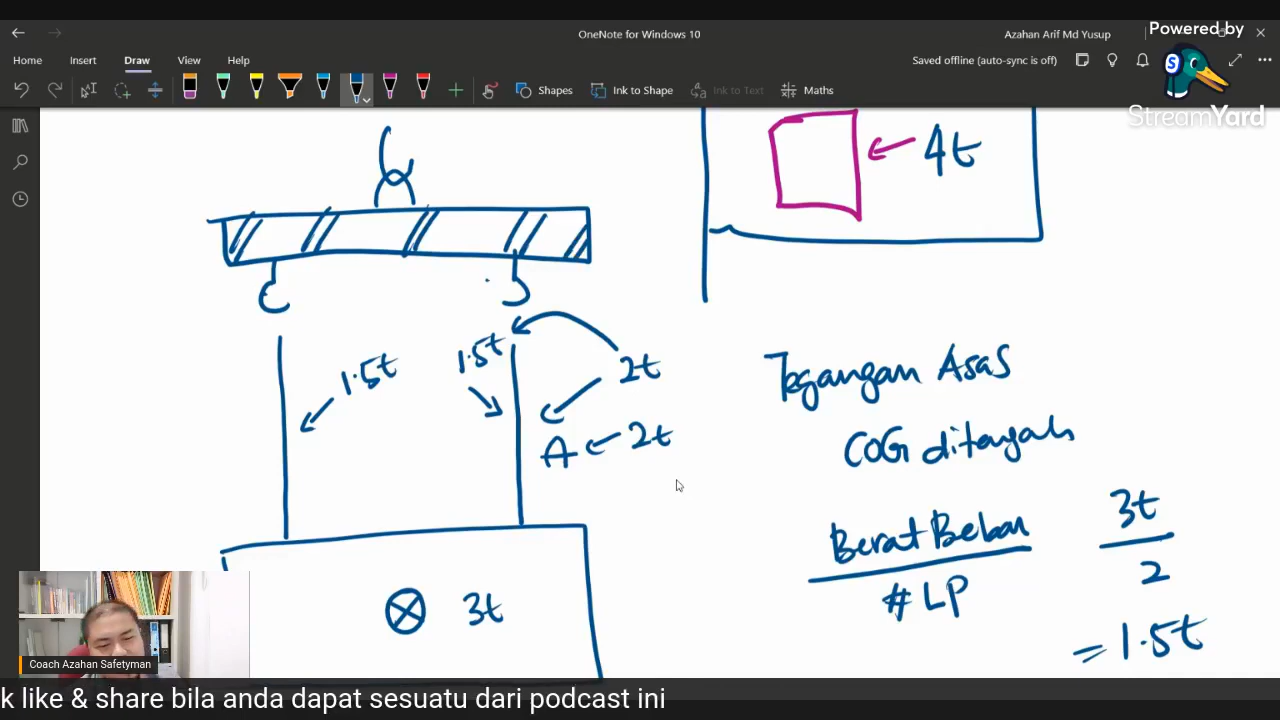 OneNote for Windows 10
Azahan Arif Md Yusup
Powered by
StreamYard
Home Insert Draw View Help
Saved offline (auto-sync is off)
Shapes
Ink to Shape
Ink to Text
Maths
4t
1.5t
1.5t
2t
A ← 2t
3t
Tegangan Asas
COG ditengah
Berat Beban
# LP
3t
2
= 1.5t
Coach Azahan Safetyman
k like & share bila anda dapat sesuatu dari podcast ini